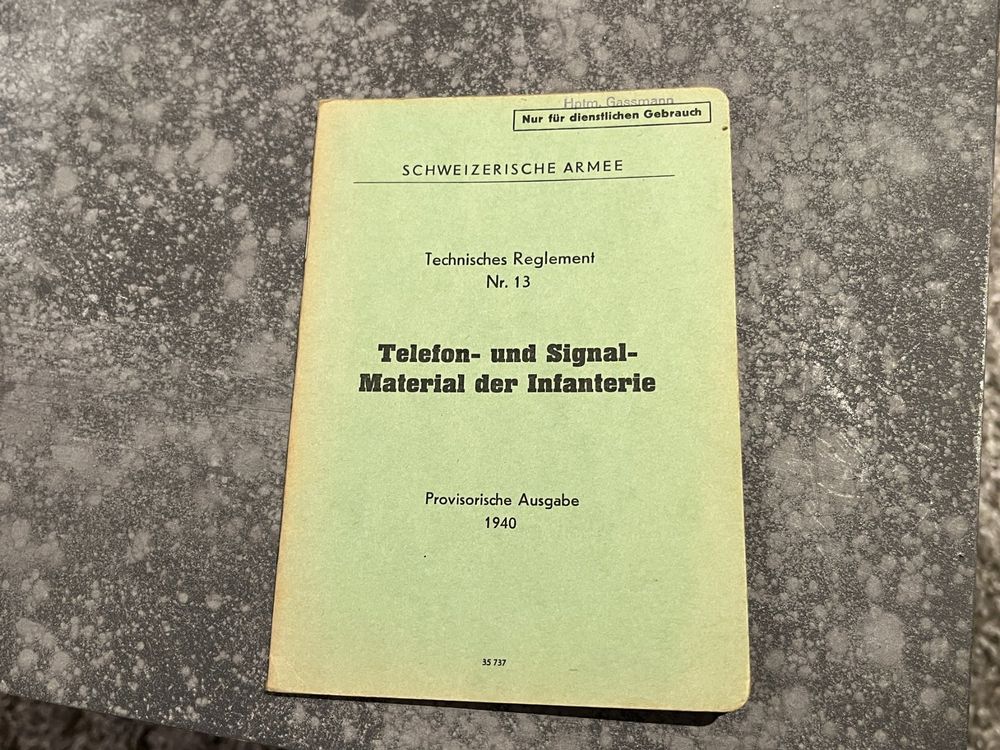 Hptm. Gassmann
Nur für dienstlichen Gebrauch
SCHWEIZERISCHE ARMEE
Technisches Reglement
Nr. 13
Telefon- und Signal-
Material der Infanterie
Provisorische Ausgabe
1940
35 737